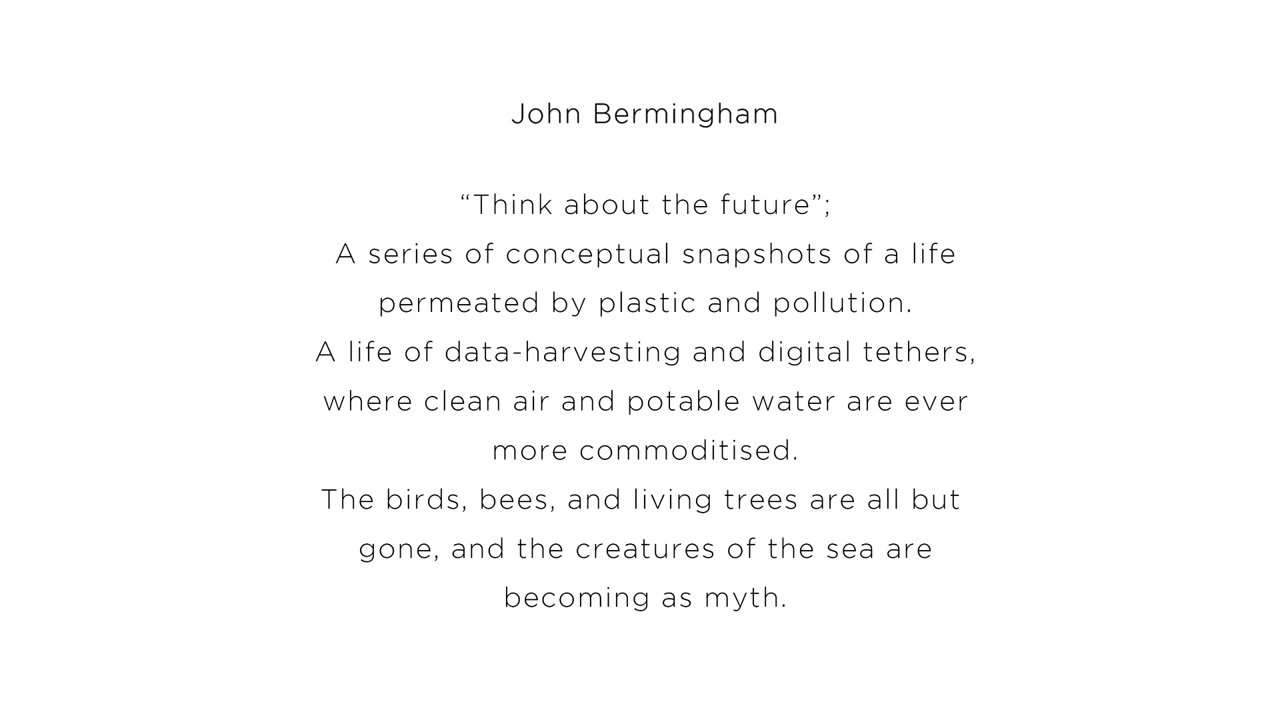 John Bermingham
“Think about the future”;
A series of conceptual snapshots of a life
permeated by plastic and pollution.
A life of data-harvesting and digital tethers,
where clean air and potable water are ever
more commoditised.
The birds, bees, and living trees are all but
gone, and the creatures of the sea are
becoming as myth.